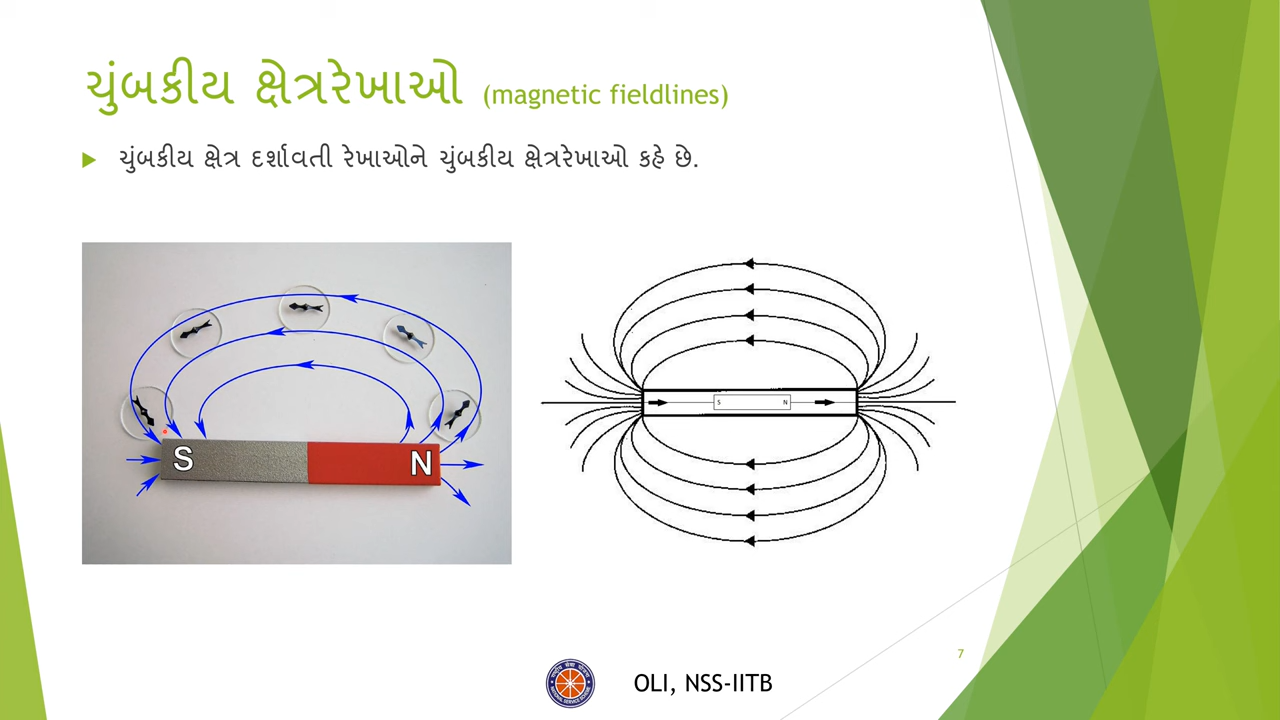 ચુંબકીય ક્ષેત્રરેખાઓ (magnetic fieldlines)
ચુંબકીય ક્ષેત્ર દર્શાવતી રેખાઓને ચુંબકીય ક્ષેત્રરેખાઓ કહે છે.
S N
S N
7
OLI, NSS-IITB